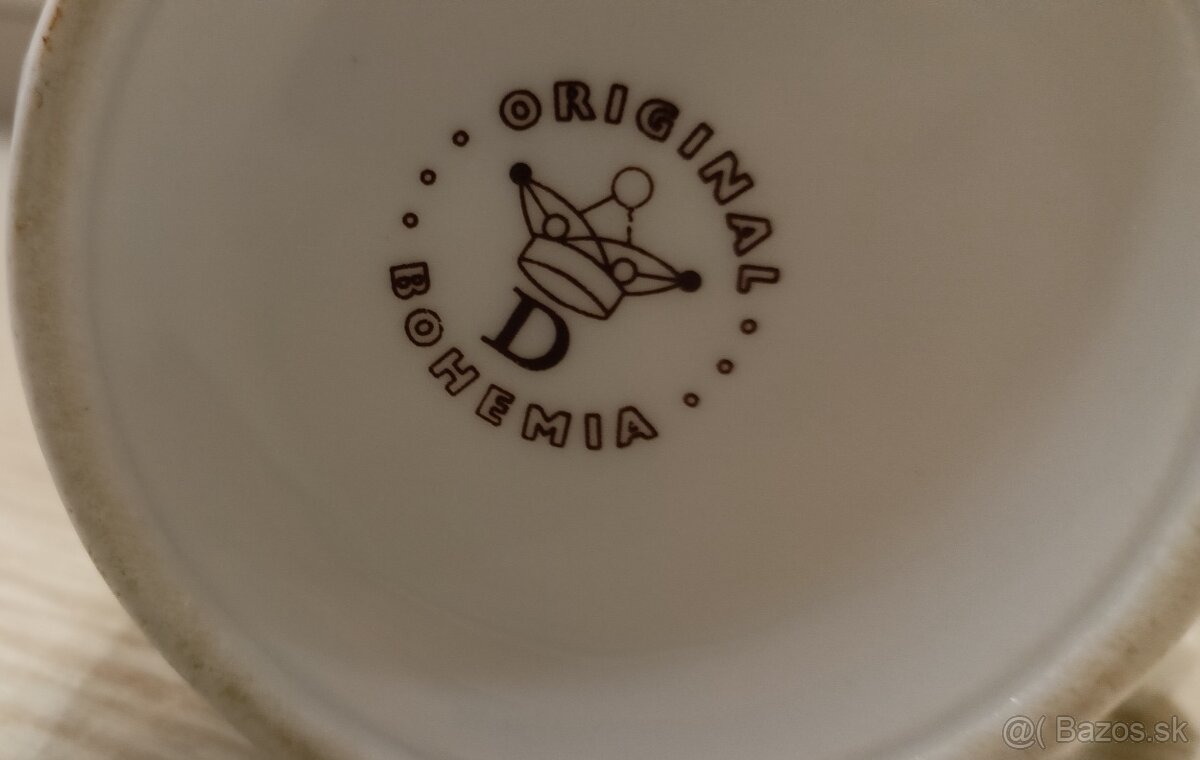 ORIGINAL
D
BOHEMIA
@( Bazos.sk